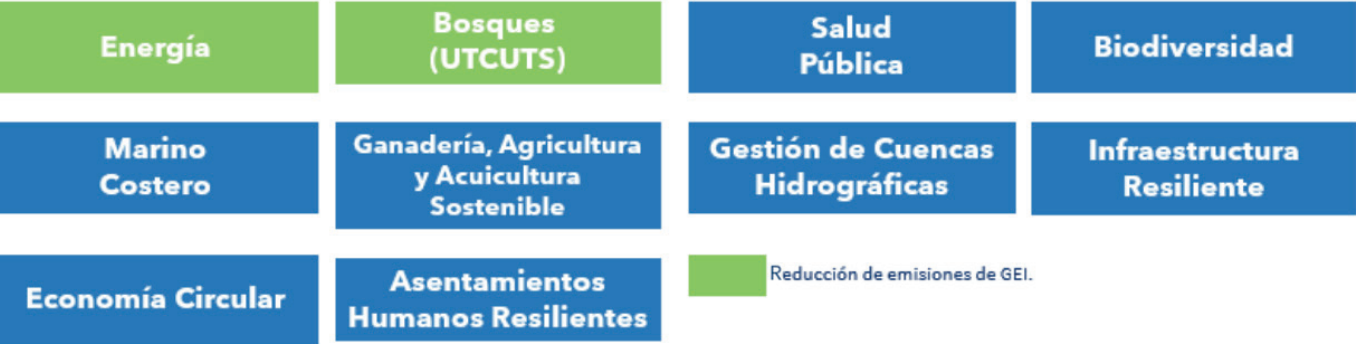 Energía
Bosques
(UTCUTS)
Salud
Pública
Biodiversidad
Marino
Costero
Ganadería, Agricultura
y Acuicultura
Sostenible
Gestión de Cuencas
Hidrográficas
Infraestructura
Resiliente
Economía Circular
Asentamientos
Humanos Resilientes
Reducción de emisiones de GEI.